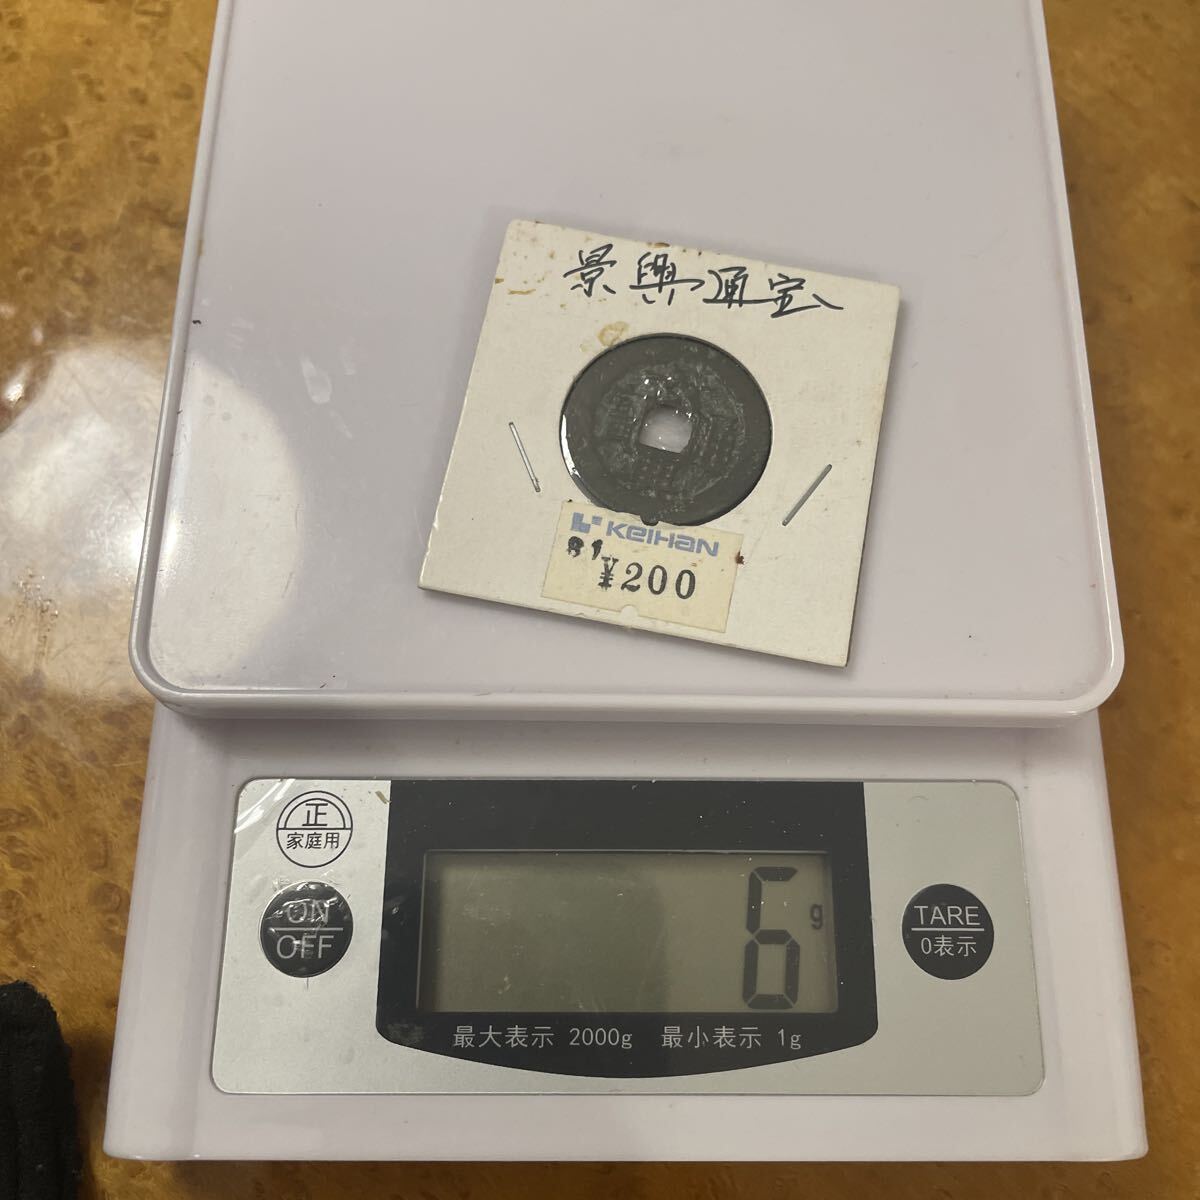 景興通宝
KEIHAN
81
¥200
正
家庭用
ON
OFF
6g
TARE
0表示
最大表示 2000g 最小表示 1g